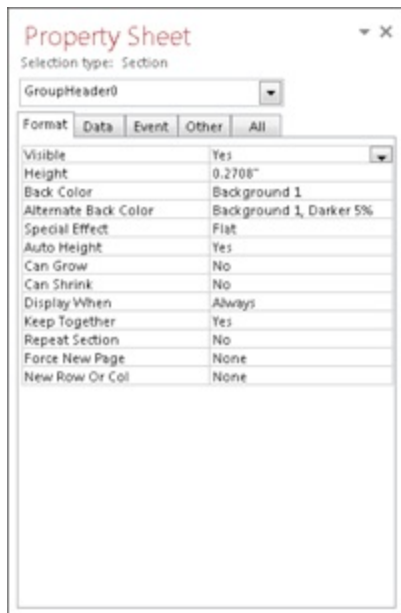 Property Sheet
Selection type: Section
GroupHeader0
Format Data Event Other All
Visible Yes
Height 0.2708"
Back Color Background 1
Alternate Back Color Background 1, Darker 5%
Special Effect Flat
Auto Height Yes
Can Grow No
Can Shrink No
Display When Always
Keep Together Yes
Repeat Section No
Force New Page None
New Row Or Col None